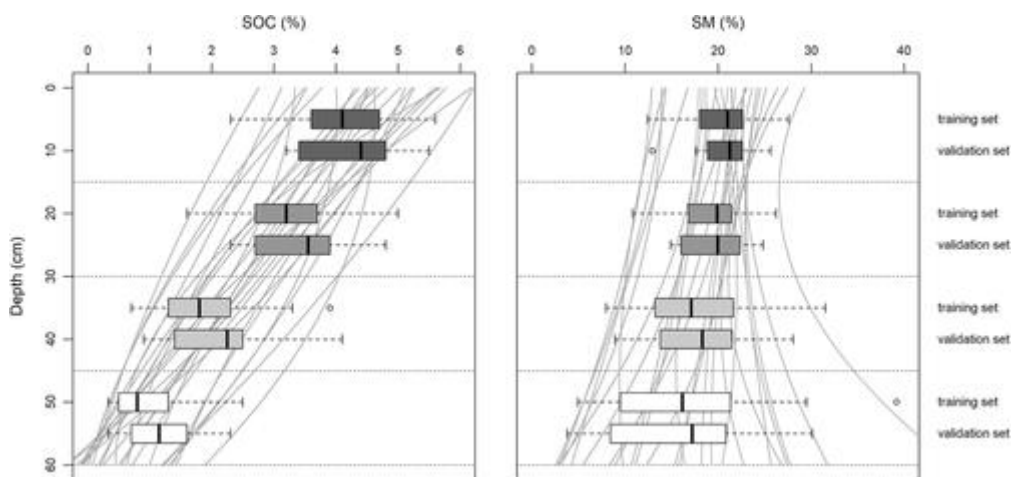 SOC (%)
SM (%)
0 1 2 3 4 5 6
0 10 20 30 40
Depth (cm)
0
training set
10
validation set
20
training set
validation set
30
training set
40
validation set
50
training set
validation set
60